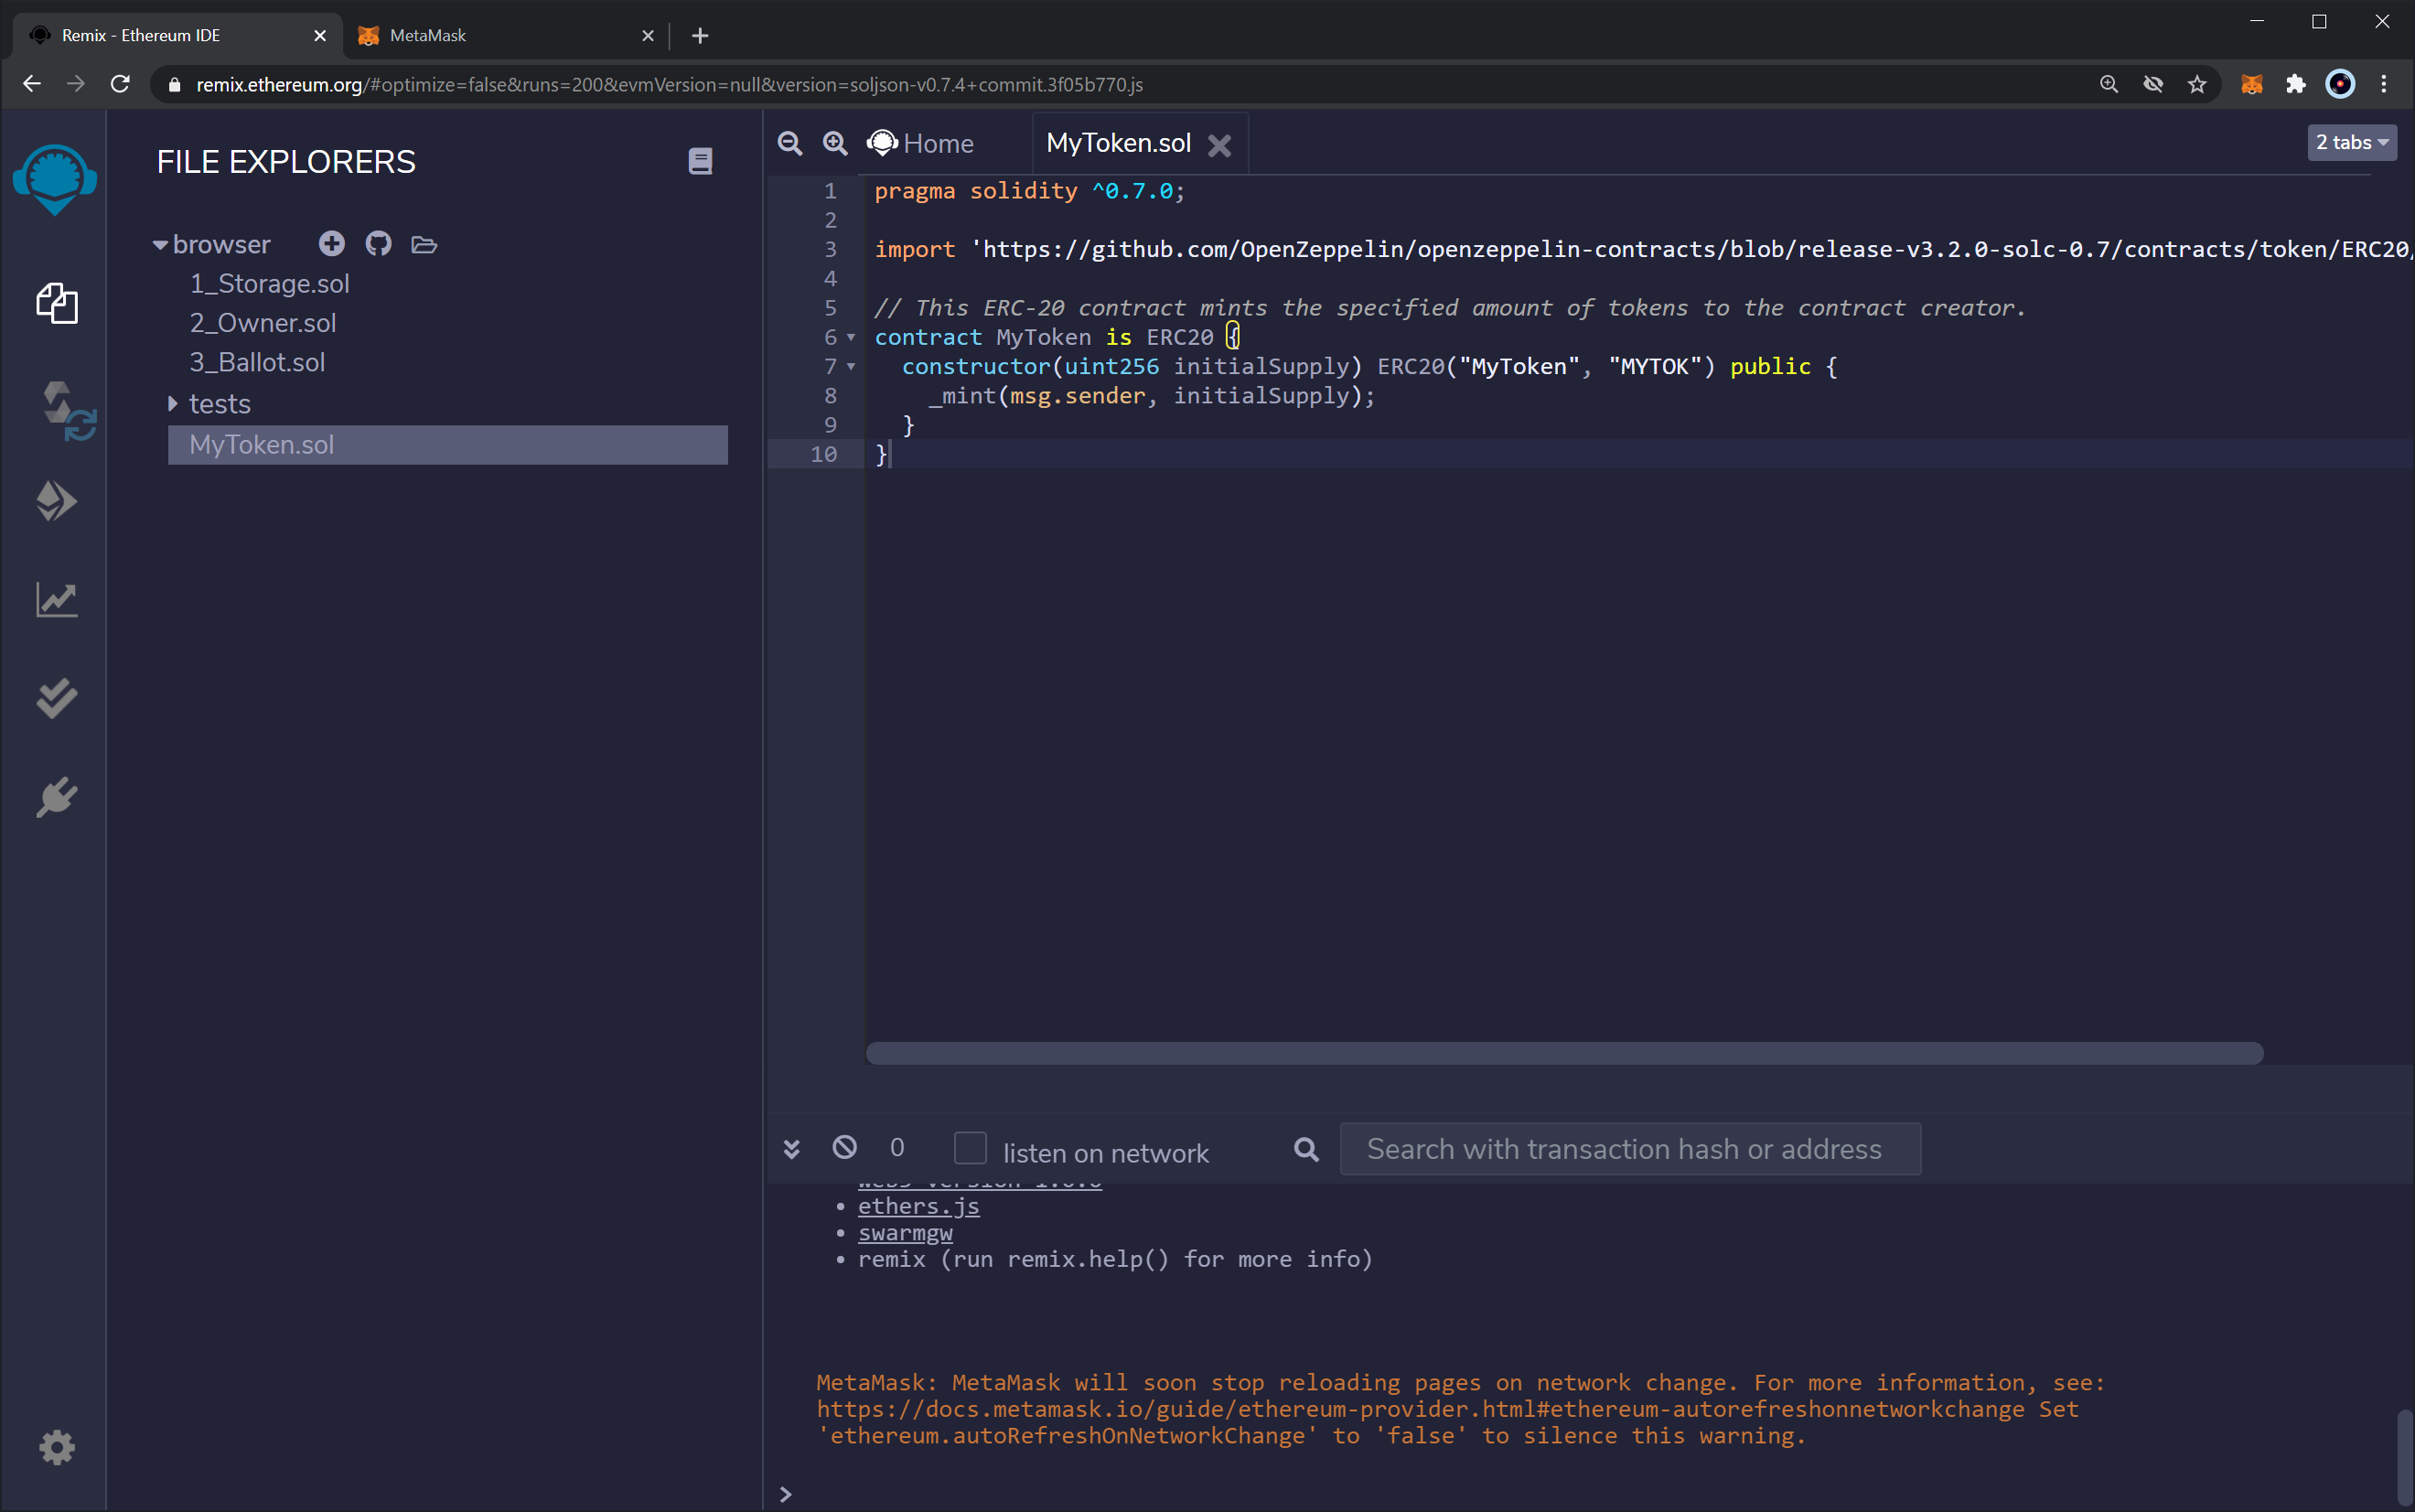 Remix - Ethereum IDE
MetaMask
remix.ethereum.org/#optimize=false&runs=200&evmVersion=null&version=soljson-v0.7.4+commit.3f05b770.js
FILE EXPLORERS
browser
1_Storage.sol
2_Owner.sol
3_Ballot.sol
tests
MyToken.sol
Home
MyToken.sol
2 tabs
1 pragma solidity ^0.7.0;
2
3 import 'https://github.com/OpenZeppelin/openzeppelin-contracts/blob/release-v3.2.0-solc-0.7/contracts/token/ERC20/
4
5 // This ERC-20 contract mints the specified amount of tokens to the contract creator.
6 contract MyToken is ERC20 {
7 constructor(uint256 initialSupply) ERC20("MyToken", "MYTOK") public {
8 _mint(msg.sender, initialSupply);
9 }
10 }
0
listen on network
Search with transaction hash or address
• ethers.js
• swarmgw
• remix (run remix.help() for more info)
MetaMask: MetaMask will soon stop reloading pages on network change. For more information, see:
https://docs.metamask.io/guide/ethereum-provider.html#ethereum-autorefreshonnetworkchange Set
'ethereum.autoRefreshOnNetworkChange' to 'false' to silence this warning.
>